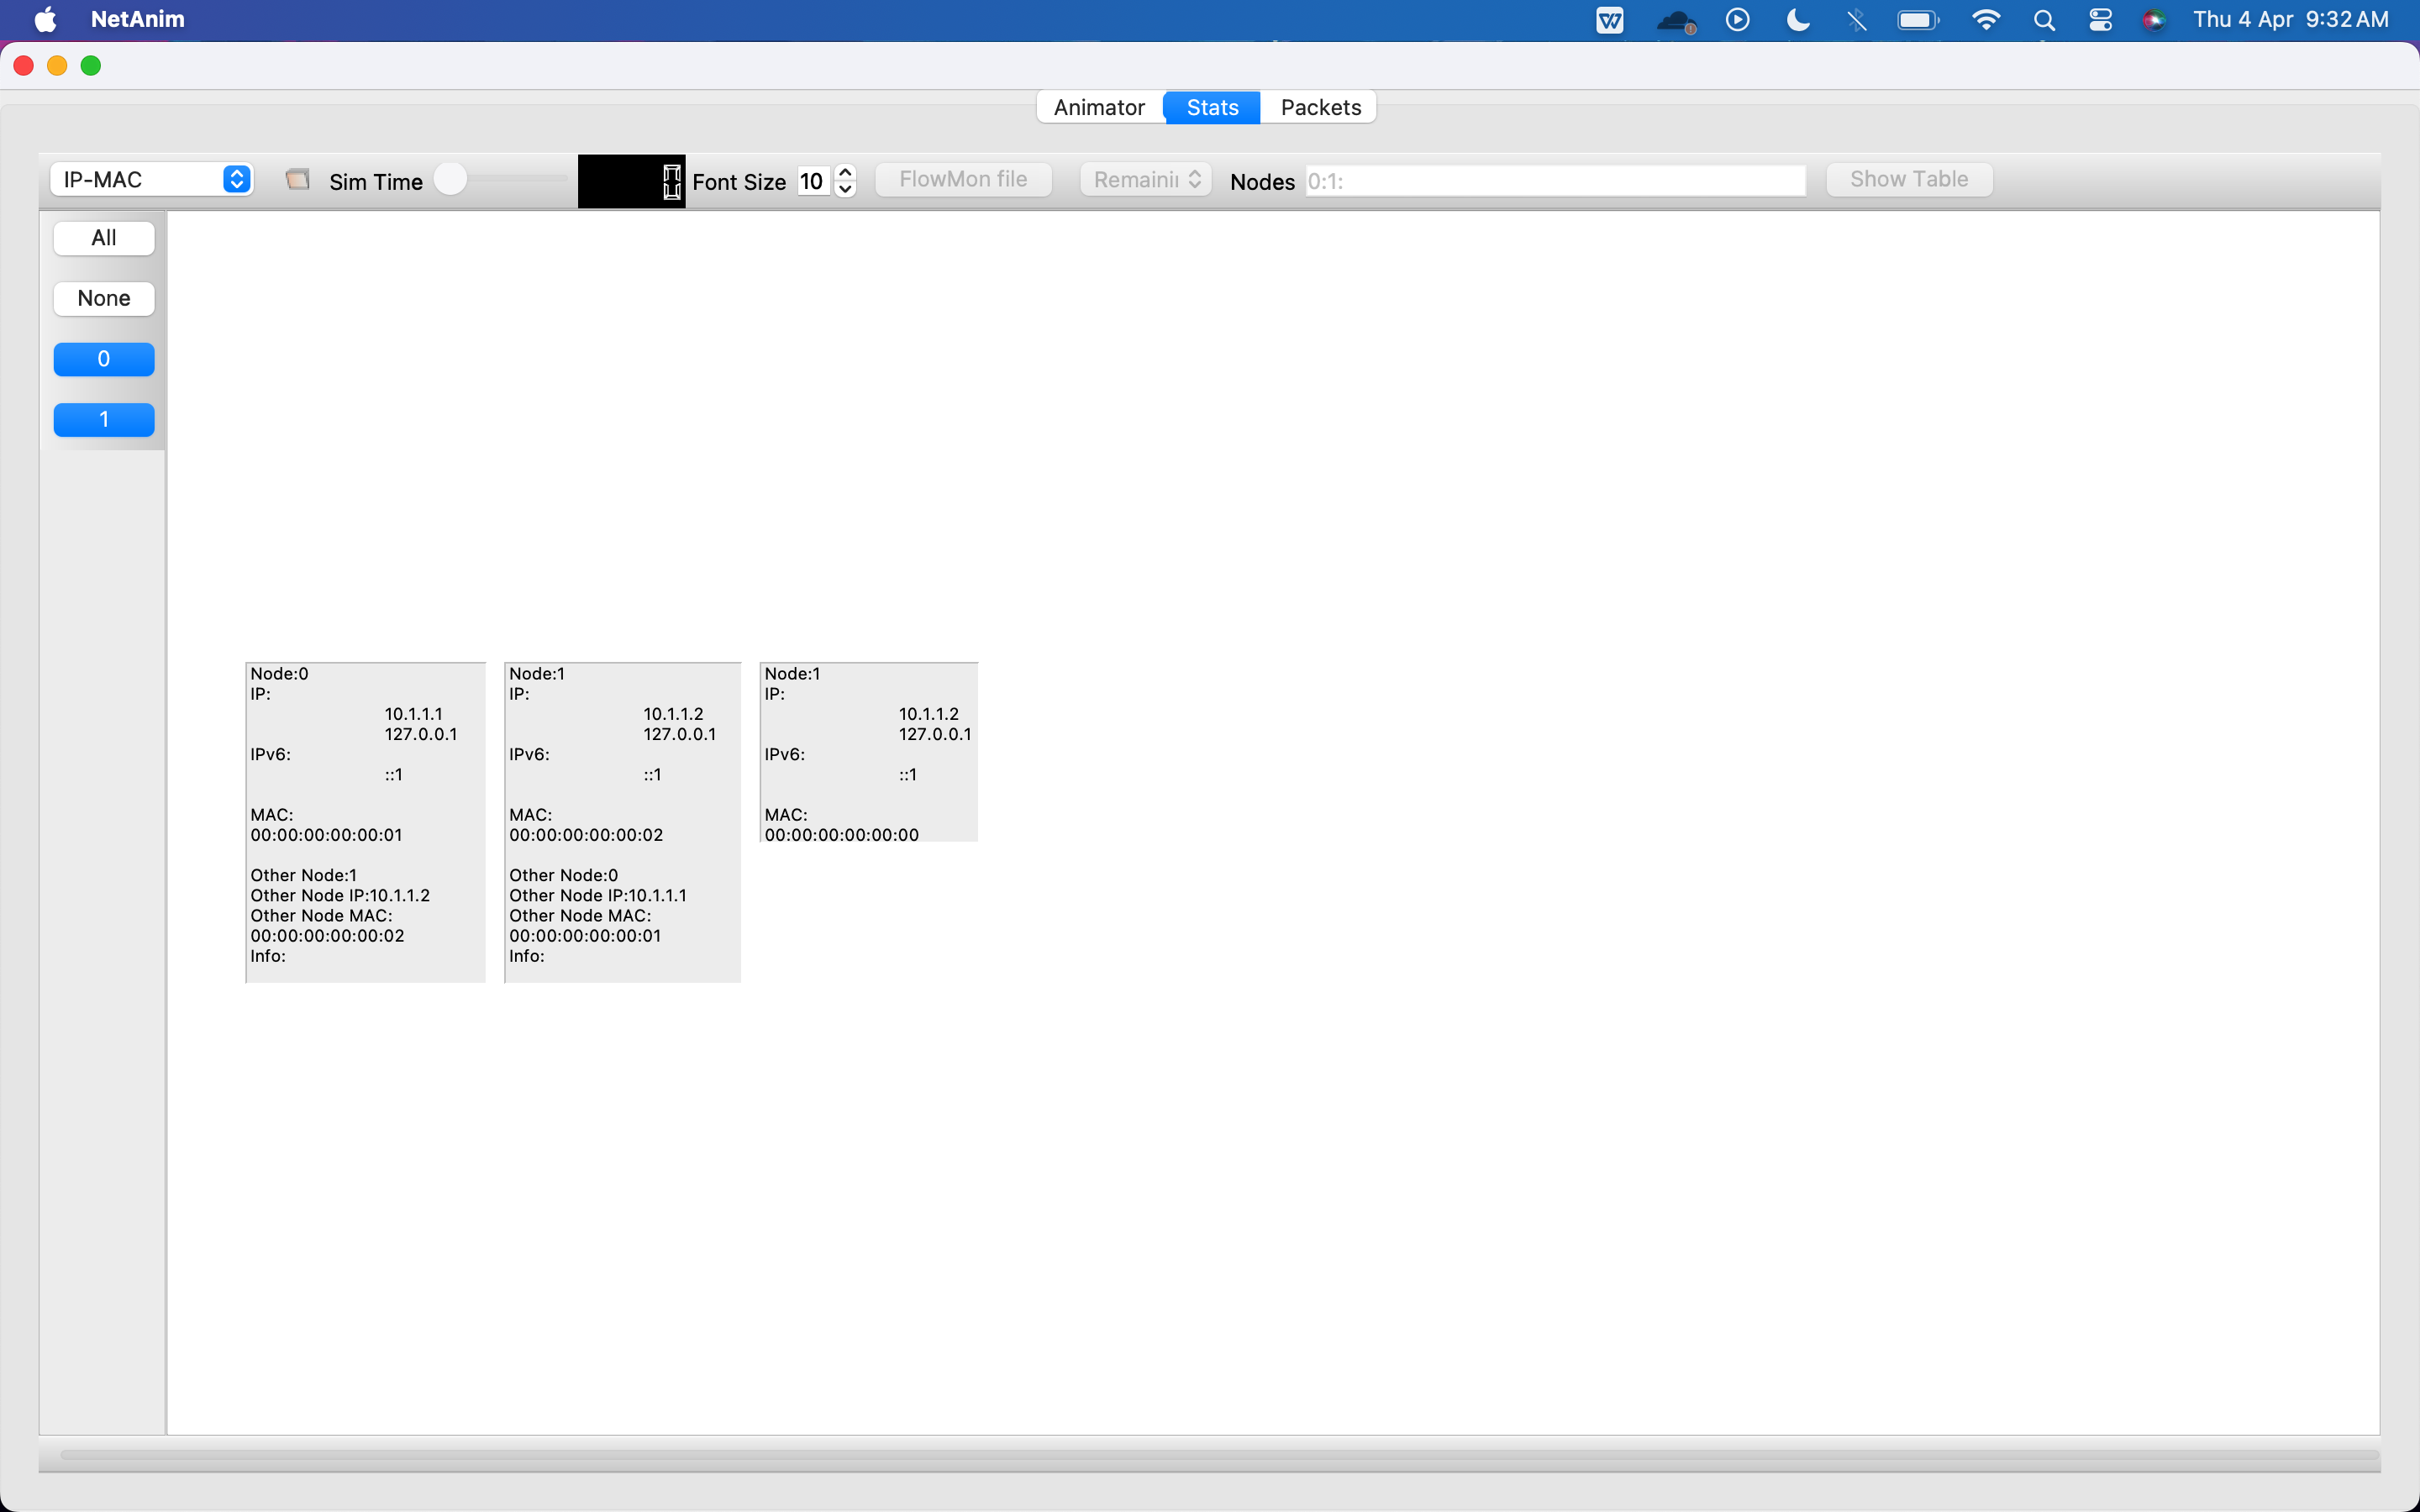 NetAnim
Thu 4 Apr 9:32 AM
Animator
Stats
Packets
IP-MAC
Sim Time
0
Font Size
10
FlowMon file
Remainii
Nodes
0:1:
Show Table
All
None
0
1
Node:0
IP:
10.1.1.1
127.0.0.1
IPv6:
::1
MAC:
00:00:00:00:00:01
Other Node:1
Other Node IP:10.1.1.2
Other Node MAC:
00:00:00:00:00:02
Info:
Node:1
IP:
10.1.1.2
127.0.0.1
IPv6:
::1
MAC:
00:00:00:00:00:02
Other Node:0
Other Node IP:10.1.1.1
Other Node MAC:
00:00:00:00:00:01
Info:
Node:1
IP:
10.1.1.2
127.0.0.1
IPv6:
::1
MAC:
00:00:00:00:00:00